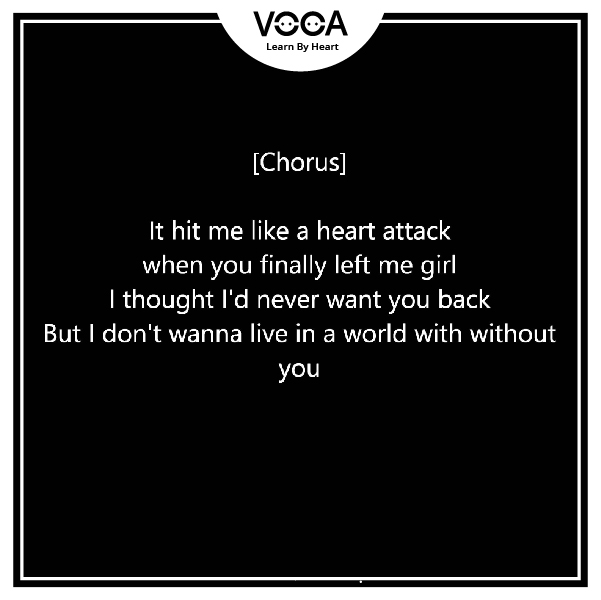 VOCA
Learn By Heart
[Chorus]
It hit me like a heart attack
when you finally left me girl
I thought I'd never want you back
But I don't wanna live in a world with without
you